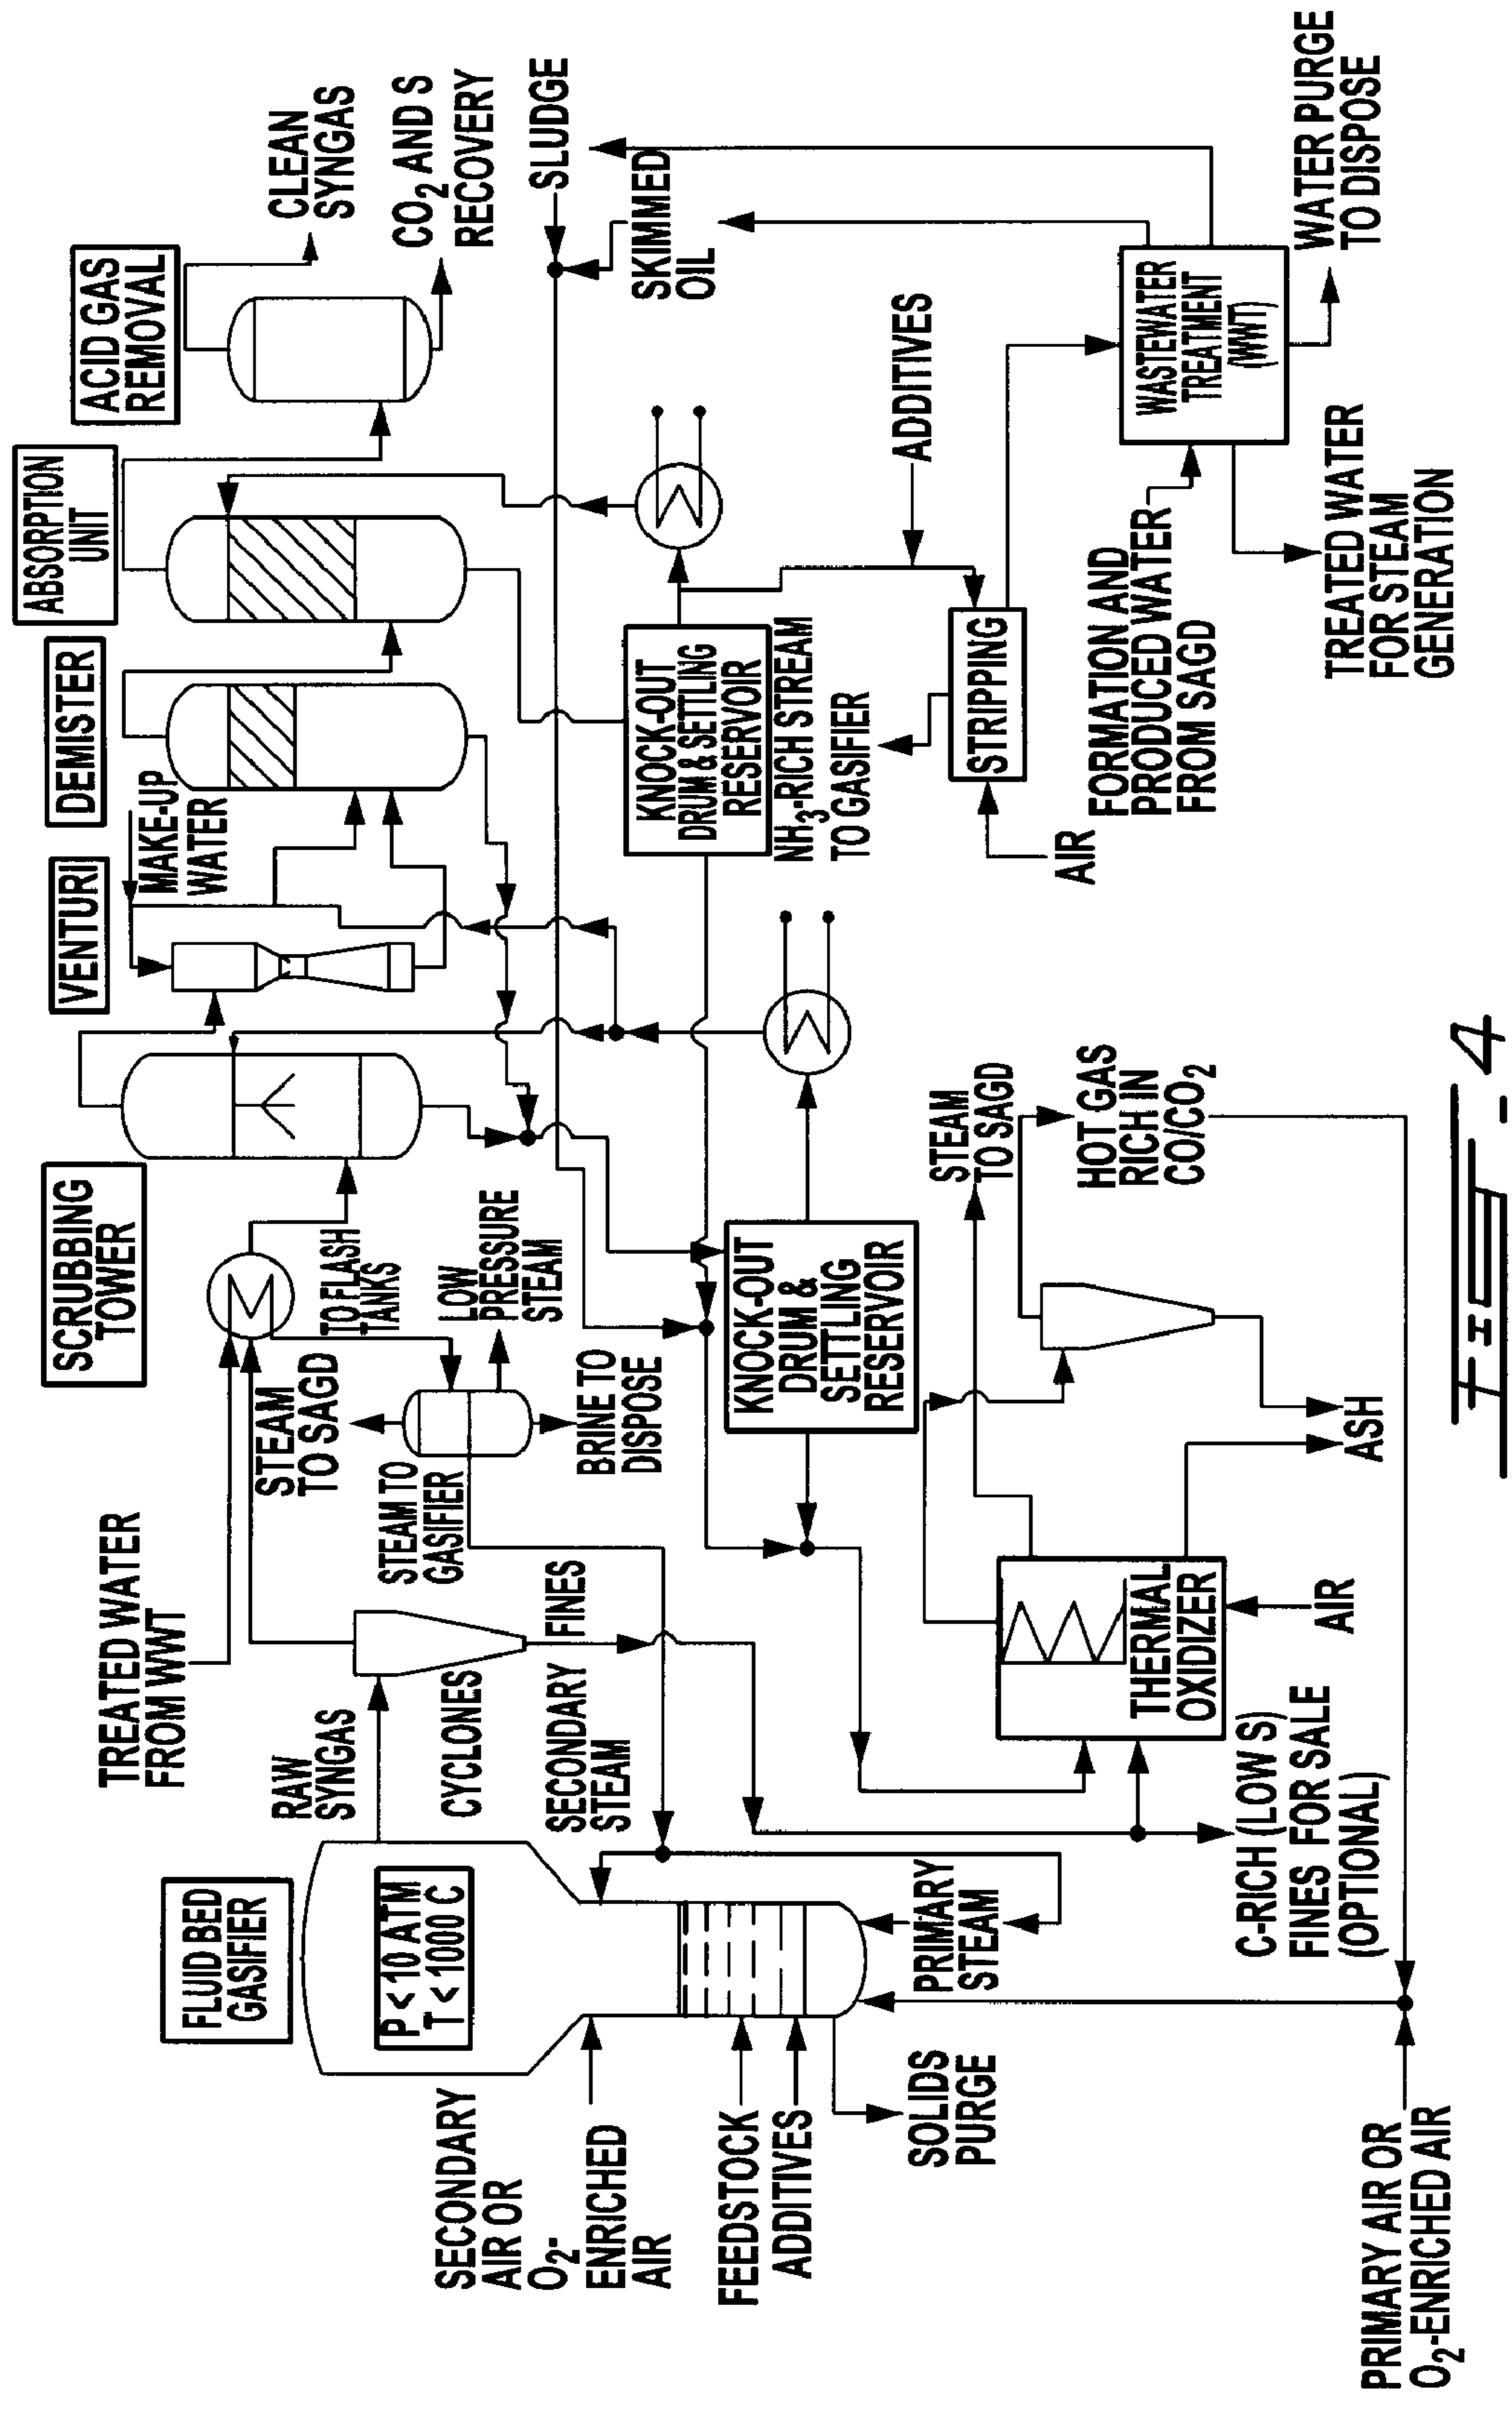 FLUID BED
GASIFIER
P < 10 ATM
T < 1000 C
SECONDARY
AIR OR
O2-
ENRICHED
AIR
FEEDSTOCK
ADDITIVES
SOLIDS
PURGE
PRIMARY AIR OR
O2-ENRICHED AIR
PRIMARY
STEAM
SECONDARY
STEAM
RAW
SYNGAS
CYCLONES
FINES
TREATED WATER
FROM WWT
STEAM
TO SAGD
STEAM TO
GASIFIER
TO FLASH
TANKS
LOW
PRESSURE
STEAM
BRINE TO
DISPOSE
C-RICH (LOW S)
FINES FOR SALE
(OPTIONAL)
THERMAL
OXIDIZER
AIR
ASH
STEAM
TO SAGD
HOT GAS
RICH IN
CO/CO2
SCRUBBING
TOWER
VENTURI
MAKE-UP
WATER
DEMISTER
ABSORPTION
UNIT
ACID GAS
REMOVAL
CLEAN
SYNGAS
CO2 AND S
RECOVERY
SLUDGE
SKIMMED
OIL
KNOCK-OUT
DRUM &
SETTLING
RESERVOIR
KNOCK-OUT
DRUM & SETTLING
RESERVOIR
NH3-RICH STREAM
TO GASIFIER
STRIPPING
AIR
ADDITIVES
WASTEWATER
TREATMENT
(WWT)
FORMATION AND
PRODUCED WATER
FROM SAGD
TREATED WATER
FOR STEAM
GENERATION
WATER PURGE
TO DISPOSE
FIG - 4